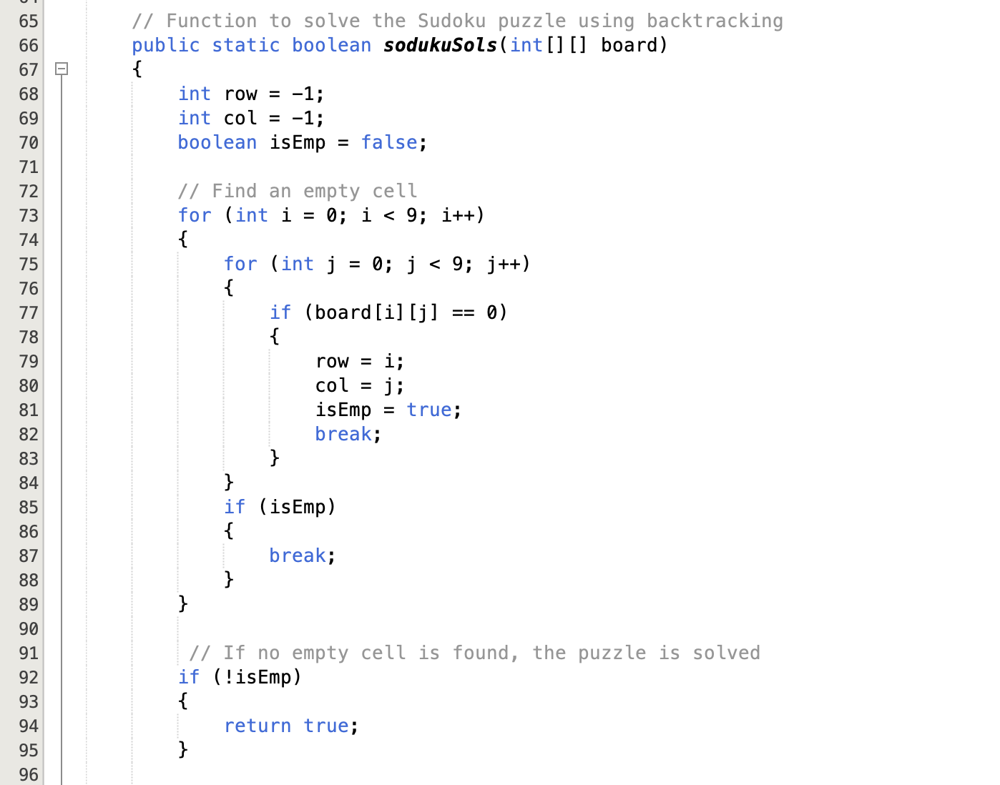 65 // Function to solve the Sudoku puzzle using backtracking
66 public static boolean sodukuSols(int[][] board)
67 {
68 int row = -1;
69 int col = -1;
70 boolean isEmp = false;
71
72 // Find an empty cell
73 for (int i = 0; i < 9; i++)
74 {
75 for (int j = 0; j < 9; j++)
76 {
77 if (board[i][j] == 0)
78 {
79 row = i;
80 col = j;
81 isEmp = true;
82 break;
83 }
84 }
85 if (isEmp)
86 {
87 break;
88 }
89 }
90
91 // If no empty cell is found, the puzzle is solved
92 if (!isEmp)
93 {
94 return true;
95 }
96